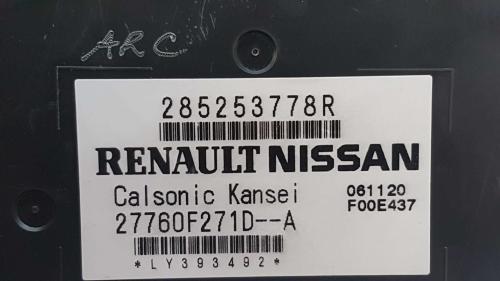 ARC
285253778R
RENAULT NISSAN
Calsonic Kansei 061120
27760F271D--A F00E437
*LY393492*